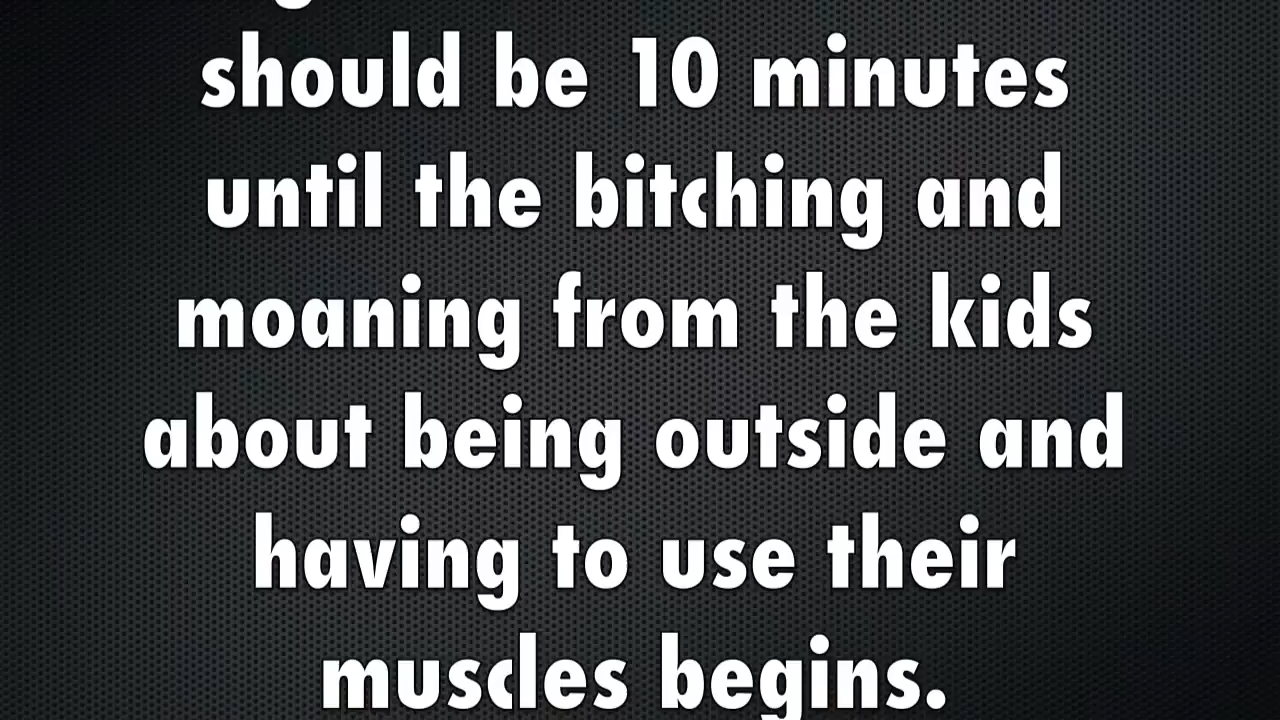 should be 10 minutes
until the bitching and
moaning from the kids
about being outside and
having to use their
muscles begins.